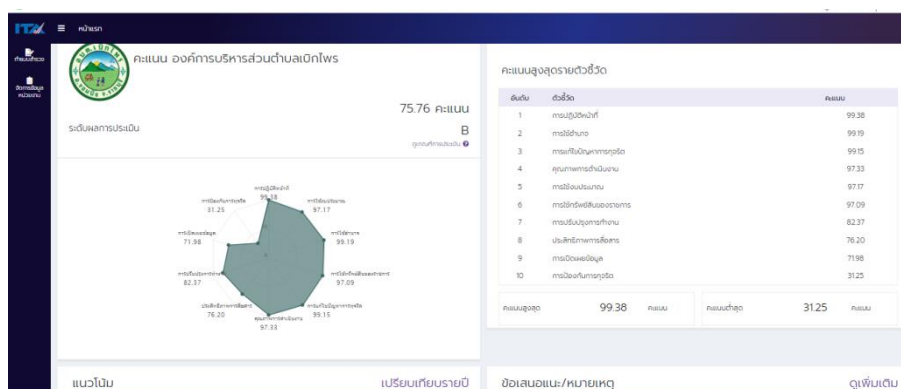 ITA
หน้าแรก
คะแนน องค์การบริหารส่วนตำบลเบิกไพร
75.76 คะแนน
ระดับผลการประเมิน
B
ดูเกณฑ์การประเมิน
การปฏิบัติหน้าที่
99.38
การป้องกันการทุจริต
31.25
การใช้งบประมาณ
97.17
การเปิดเผยข้อมูล
71.98
การใช้อำนาจ
99.19
การปรับปรุงการทำงาน
82.37
การใช้ทรัพย์สินของราชการ
97.09
ประสิทธิภาพการสื่อสาร
76.20
การแก้ไขปัญหาการทุจริต
99.15
คุณภาพการดำเนินงาน
97.33
แนวโน้ม
เปรียบเทียบรายปี
คะแนนสูงสุดรายตัวชี้วัด
อันดับ ตัวชี้วัด คะแนน
1 การปฏิบัติหน้าที่ 99.38
2 การใช้อำนาจ 99.19
3 การแก้ไขปัญหาการทุจริต 99.15
4 คุณภาพการดำเนินงาน 97.33
5 การใช้งบประมาณ 97.17
6 การใช้ทรัพย์สินของราชการ 97.09
7 การปรับปรุงการทำงาน 82.37
8 ประสิทธิภาพการสื่อสาร 76.20
9 การเปิดเผยข้อมูล 71.98
10 การป้องกันการทุจริต 31.25
คะแนนสูงสุด 99.38 คะแนน
คะแนนต่ำสุด 31.25 คะแนน
ข้อเสนอแนะ/หมายเหตุ
ดูเพิ่มเติม